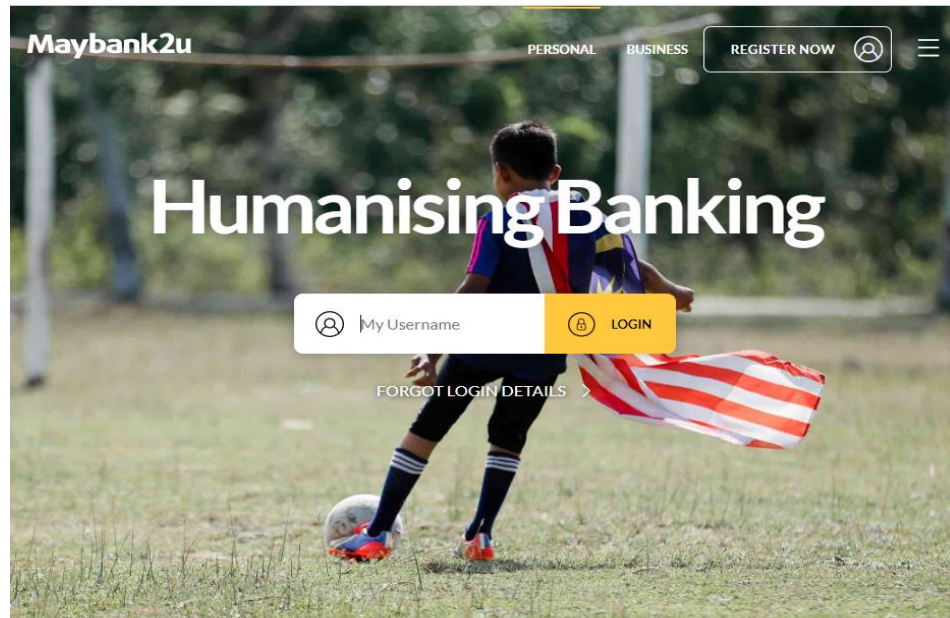 Maybank2u
PERSONAL BUSINESS REGISTER NOW
Humanising Banking
My Username LOGIN
FORGOT LOGIN DETAILS >